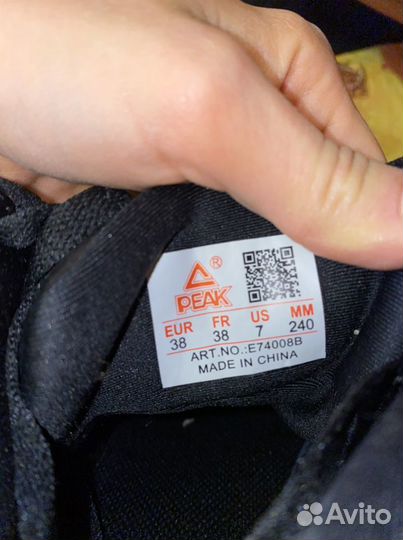 ®
PEAK
EUR FR US MM
38 38 7 240
ART.NO.:E74008B
MADE IN CHINA
Avito